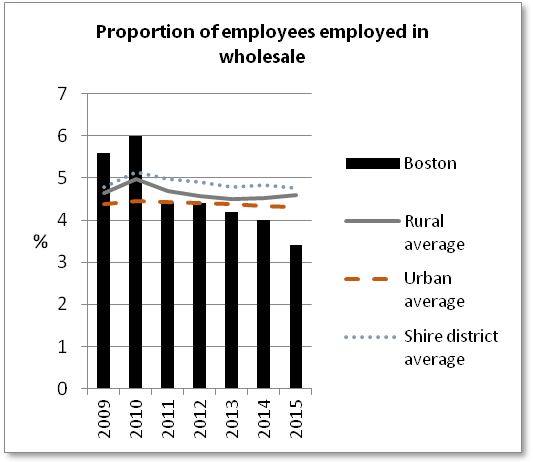 Proportion of employees employed in
wholesale
7
6
5
4
3
2
1
0
%
2009
2010
2011
2012
2013
2014
2015
Boston
Rural
average
Urban
average
Shire district
average